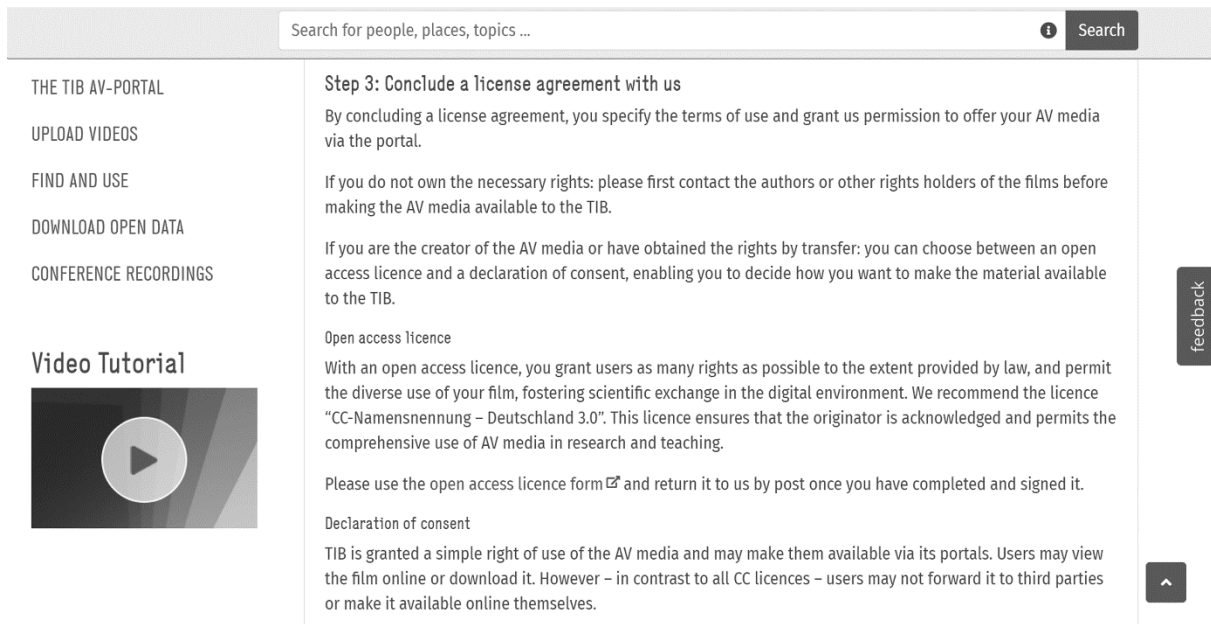 Search for people, places, topics ...
Search
THE TIB AV-PORTAL
UPLOAD VIDEOS
FIND AND USE
DOWNLOAD OPEN DATA
CONFERENCE RECORDINGS
Video Tutorial
Step 3: Conclude a license agreement with us
By concluding a license agreement, you specify the terms of use and grant us permission to offer your AV media
via the portal.
If you do not own the necessary rights: please first contact the authors or other rights holders of the films before
making the AV media available to the TIB.
If you are the creator of the AV media or have obtained the rights by transfer: you can choose between an open
access licence and a declaration of consent, enabling you to decide how you want to make the material available
to the TIB.
Open access licence
With an open access licence, you grant users as many rights as possible to the extent provided by law, and permit
the diverse use of your film, fostering scientific exchange in the digital environment. We recommend the licence
“CC-Namensnennung – Deutschland 3.0”. This licence ensures that the originator is acknowledged and permits the
comprehensive use of AV media in research and teaching.
Please use the open access licence form and return it to us by post once you have completed and signed it.
Declaration of consent
TIB is granted a simple right of use of the AV media and may make them available via its portals. Users may view
the film online or download it. However – in contrast to all CC licences – users may not forward it to third parties
or make it available online themselves.
feedback